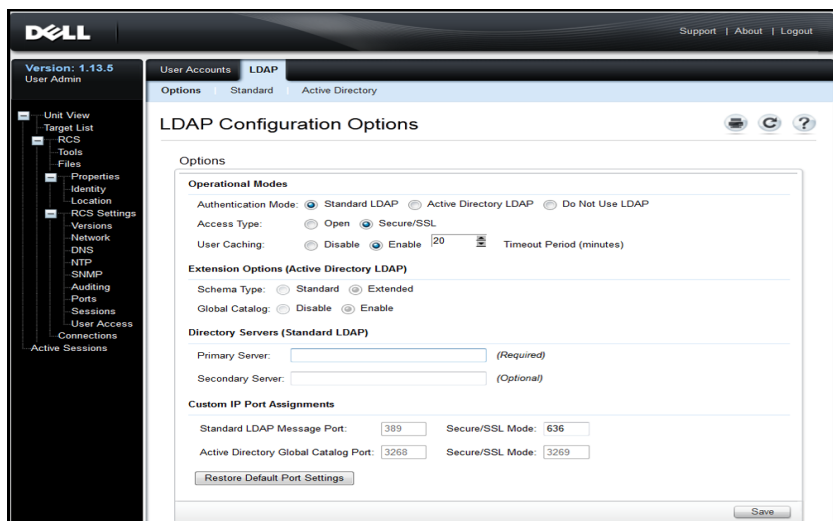 DELL
Support | About | Logout
Version: 1.13.5
User Admin
User Accounts LDAP
Options Standard Active Directory
Unit View
Target List
RCS
Tools
Files
Properties
Identity
Location
RCS Settings
Versions
Network
DNS
NTP
SNMP
Auditing
Ports
Sessions
User Access
Connections
Active Sessions
LDAP Configuration Options
?
Options
Operational Modes
Authentication Mode: Standard LDAP Active Directory LDAP Do Not Use LDAP
Access Type: Open Secure/SSL
User Caching: Disable Enable 20 Timeout Period (minutes)
Extension Options (Active Directory LDAP)
Schema Type: Standard Extended
Global Catalog: Disable Enable
Directory Servers (Standard LDAP)
Primary Server: (Required)
Secondary Server: (Optional)
Custom IP Port Assignments
Standard LDAP Message Port: 389 Secure/SSL Mode: 636
Active Directory Global Catalog Port: 3268 Secure/SSL Mode: 3269
Restore Default Port Settings
Save